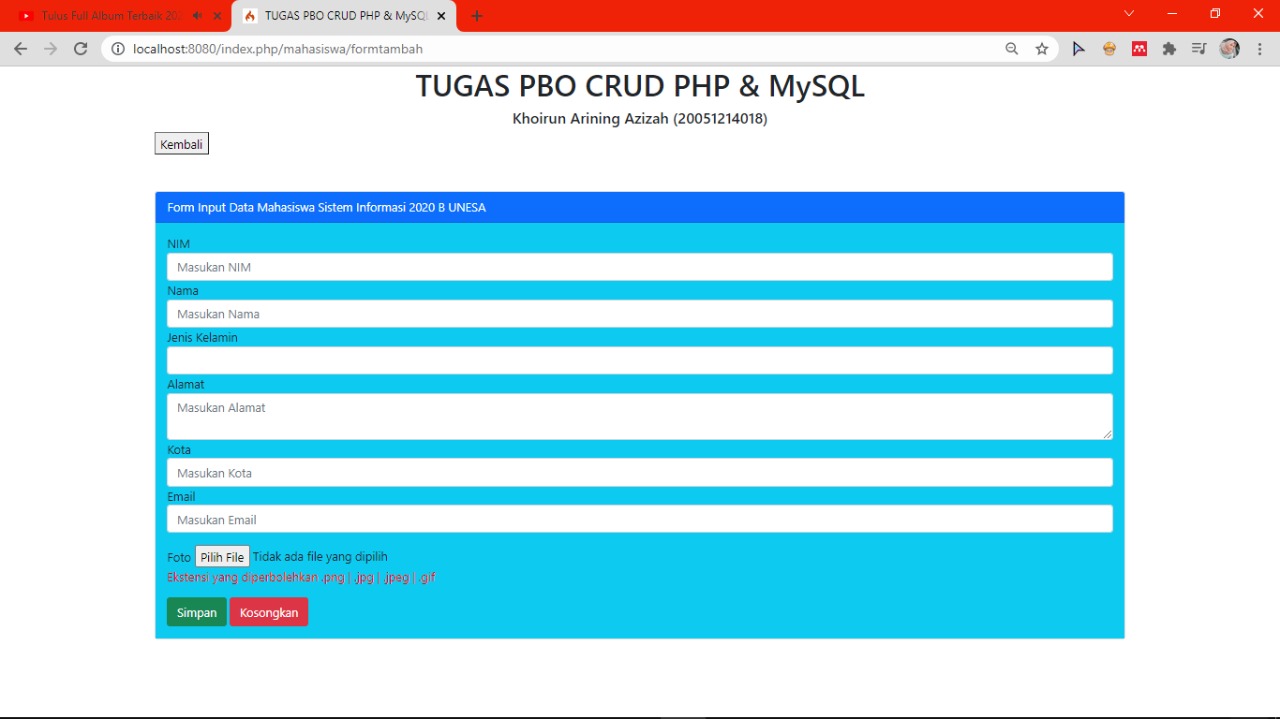 Tulus Full Album Terbaik 202
TUGAS PBO CRUD PHP & MySQL
localhost:8080/index.php/mahasiswa/formtambah
TUGAS PBO CRUD PHP & MySQL
Khoirun Arining Azizah (20051214018)
Kembali
Form Input Data Mahasiswa Sistem Informasi 2020 B UNESA
NIM
Masukan NIM
Nama
Masukan Nama
Jenis Kelamin
Alamat
Masukan Alamat
Kota
Masukan Kota
Email
Masukan Email
Foto Pilih File Tidak ada file yang dipilih
Ekstensi yang diperbolehkan .png | .jpg | .jpeg | .gif
Simpan Kosongkan